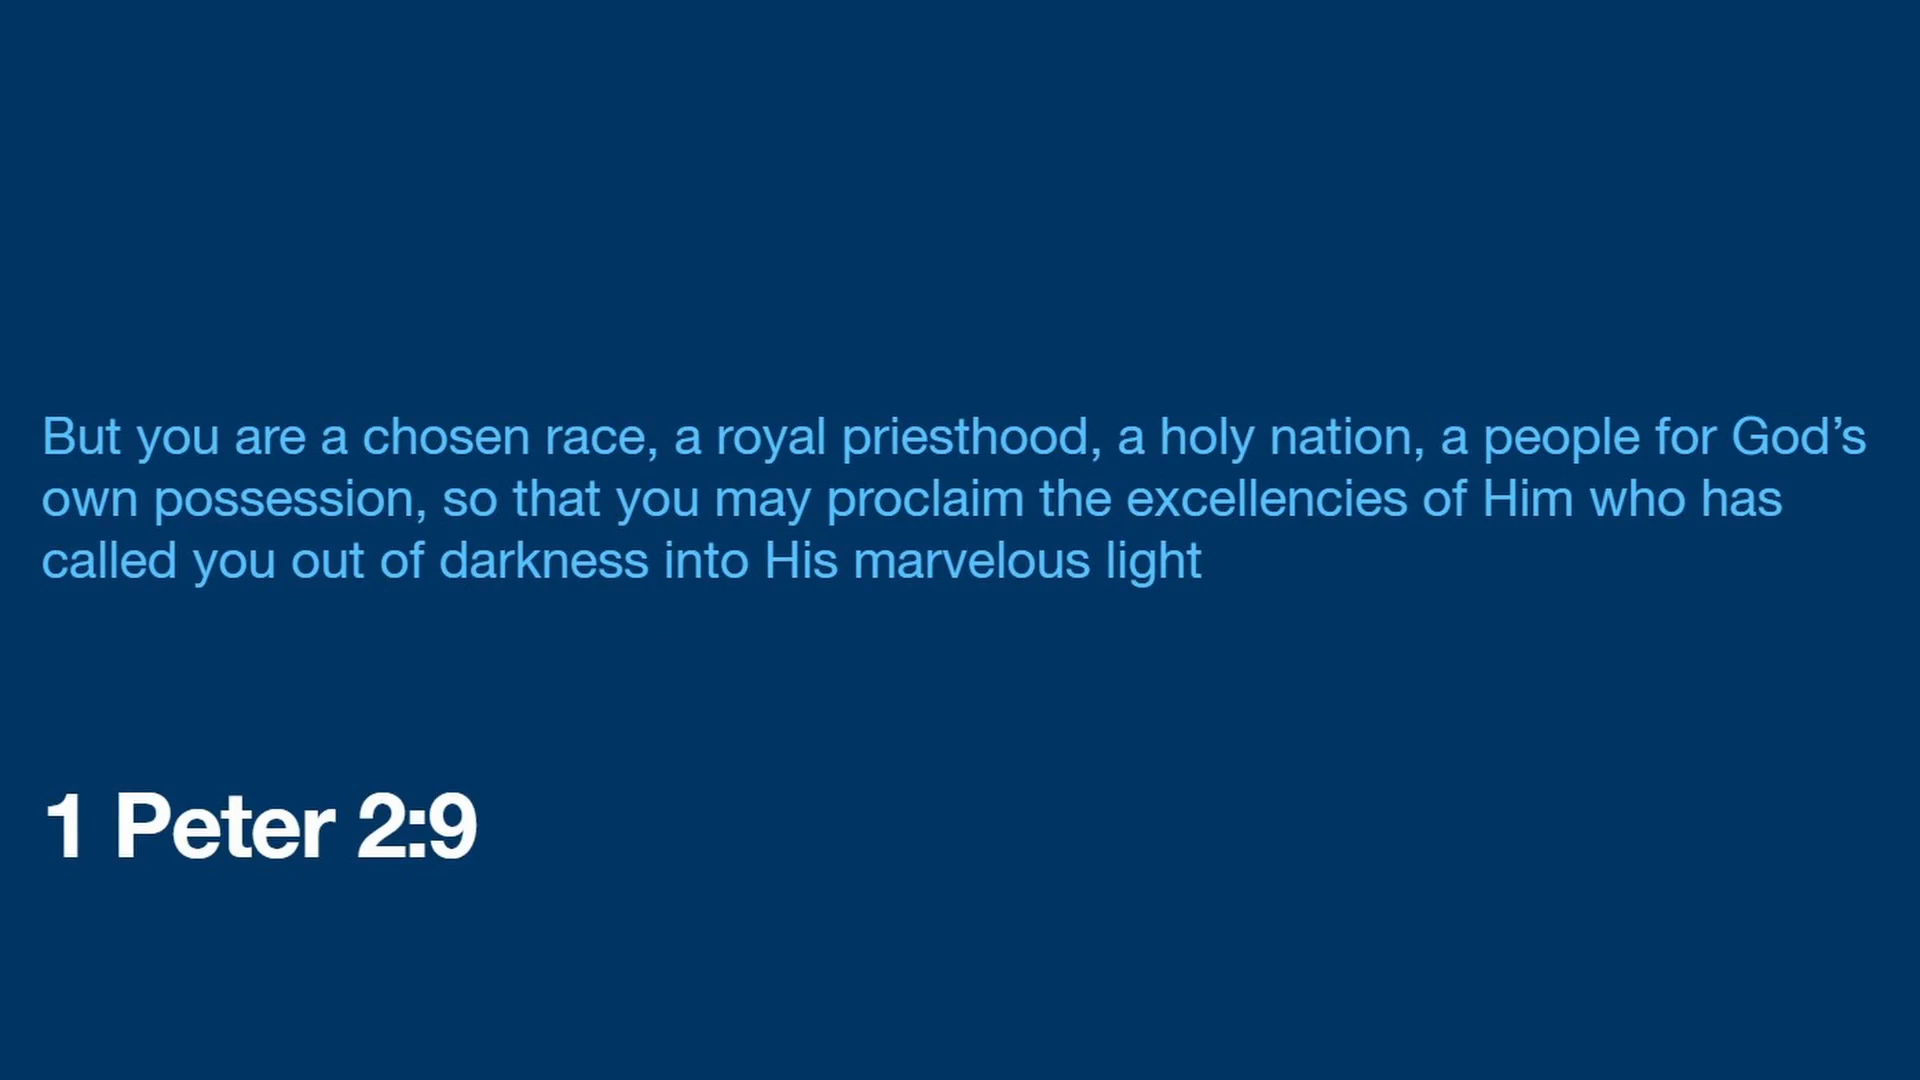 But you are a chosen race, a royal priesthood, a holy nation, a people for God’s
own possession, so that you may proclaim the excellencies of Him who has
called you out of darkness into His marvelous light
1 Peter 2:9